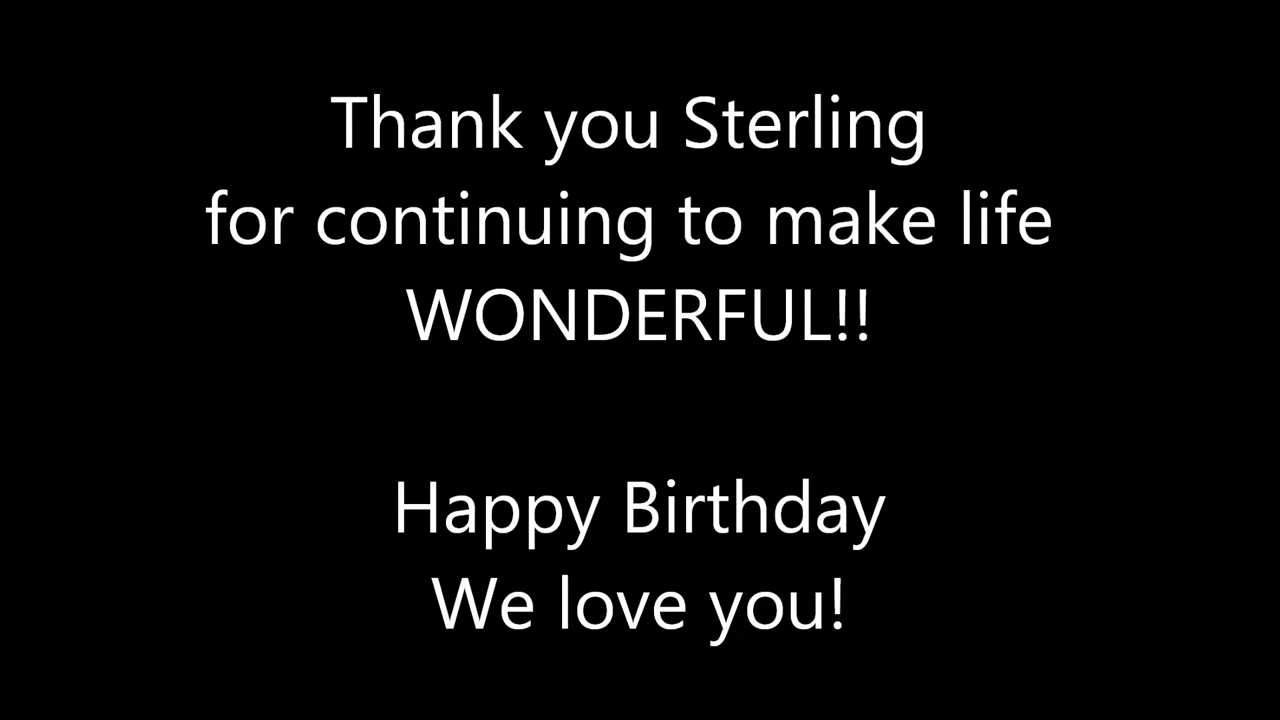 Thank you Sterling
for continuing to make life
WONDERFUL!!
Happy Birthday
We love you!